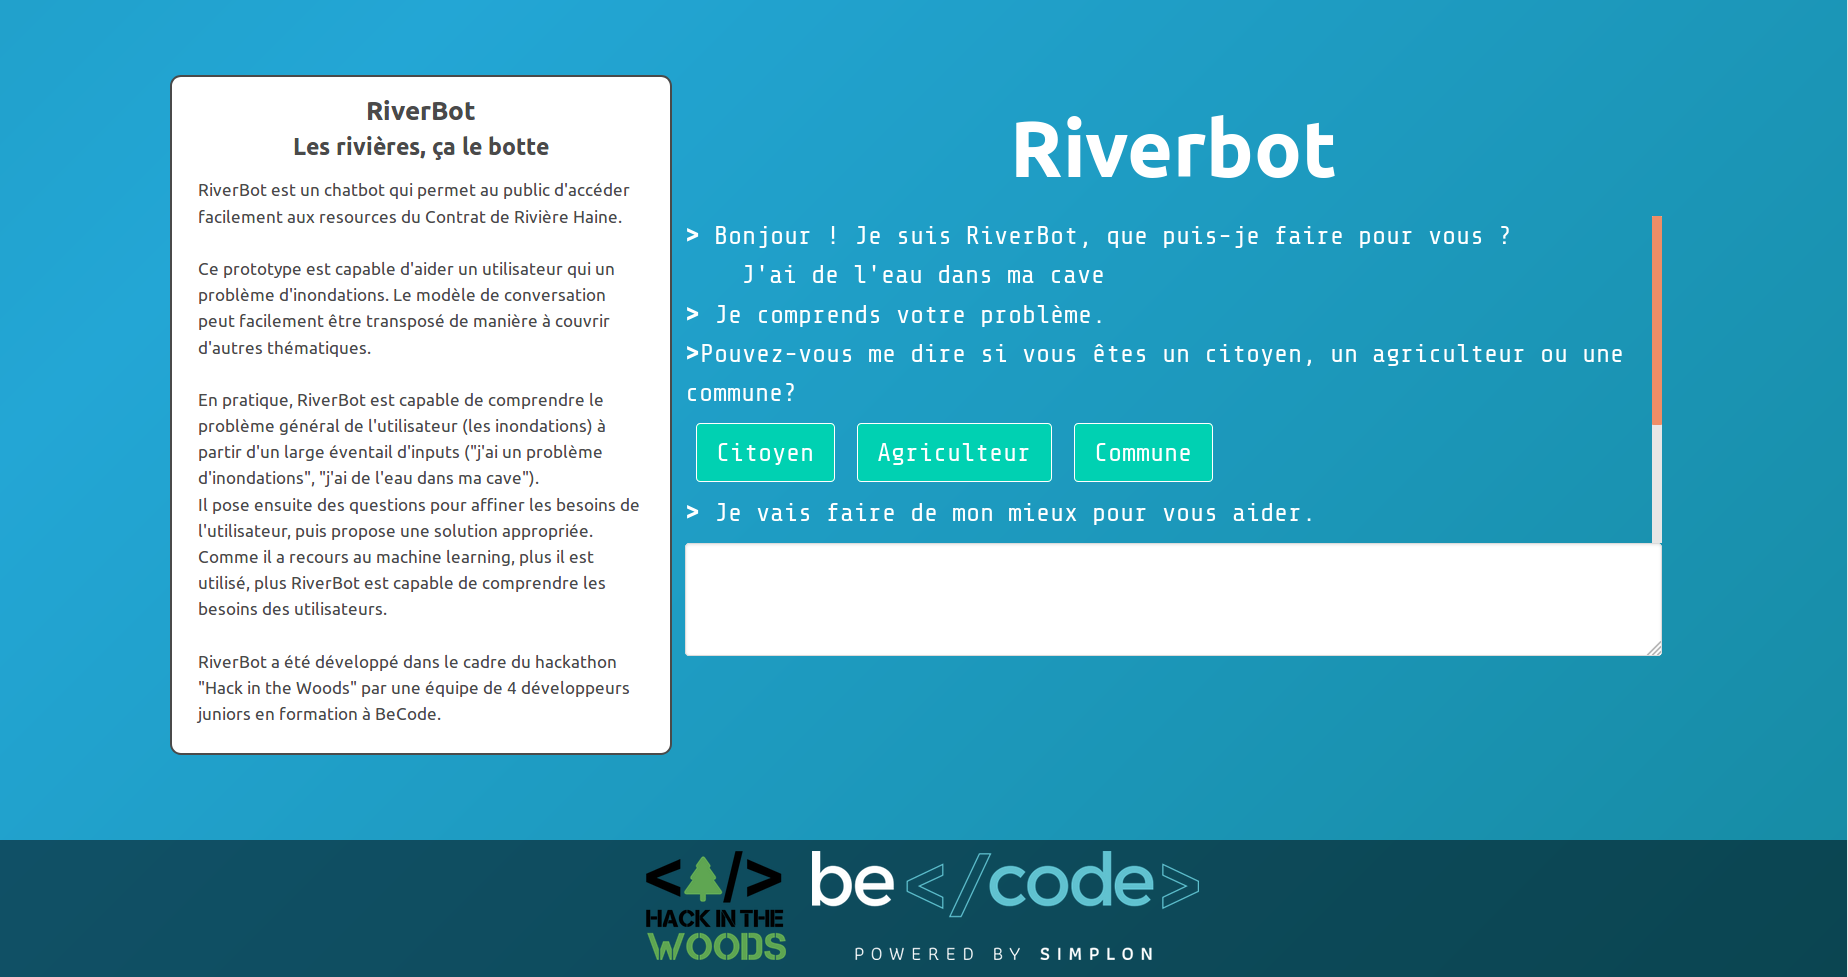 RiverBot
Les rivières, ça le botte
RiverBot est un chatbot qui permet au public d'accéder
facilement aux resources du Contrat de Rivière Haine.
Ce prototype est capable d'aider un utilisateur qui un
problème d'inondations. Le modèle de conversation
peut facilement être transposé de manière à couvrir
d'autres thématiques.
En pratique, RiverBot est capable de comprendre le
problème général de l'utilisateur (les inondations) à
partir d'un large éventail d'inputs ("j'ai un problème
d'inondations", "j'ai de l'eau dans ma cave").
Il pose ensuite des questions pour affiner les besoins de
l'utilisateur, puis propose une solution appropriée.
Comme il a recours au machine learning, plus il est
utilisé, plus RiverBot est capable de comprendre les
besoins des utilisateurs.
RiverBot a été développé dans le cadre du hackathon
"Hack in the Woods" par une équipe de 4 développeurs
juniors en formation à BeCode.
Riverbot
> Bonjour ! Je suis RiverBot, que puis-je faire pour vous ?
J'ai de l'eau dans ma cave
> Je comprends votre problème.
>Pouvez-vous me dire si vous êtes un citoyen, un agriculteur ou une
commune?
Citoyen Agriculteur Commune
> Je vais faire de mon mieux pour vous aider.
</>
HACK IN THE
WOODS
be </code>
POWERED BY SIMPLON